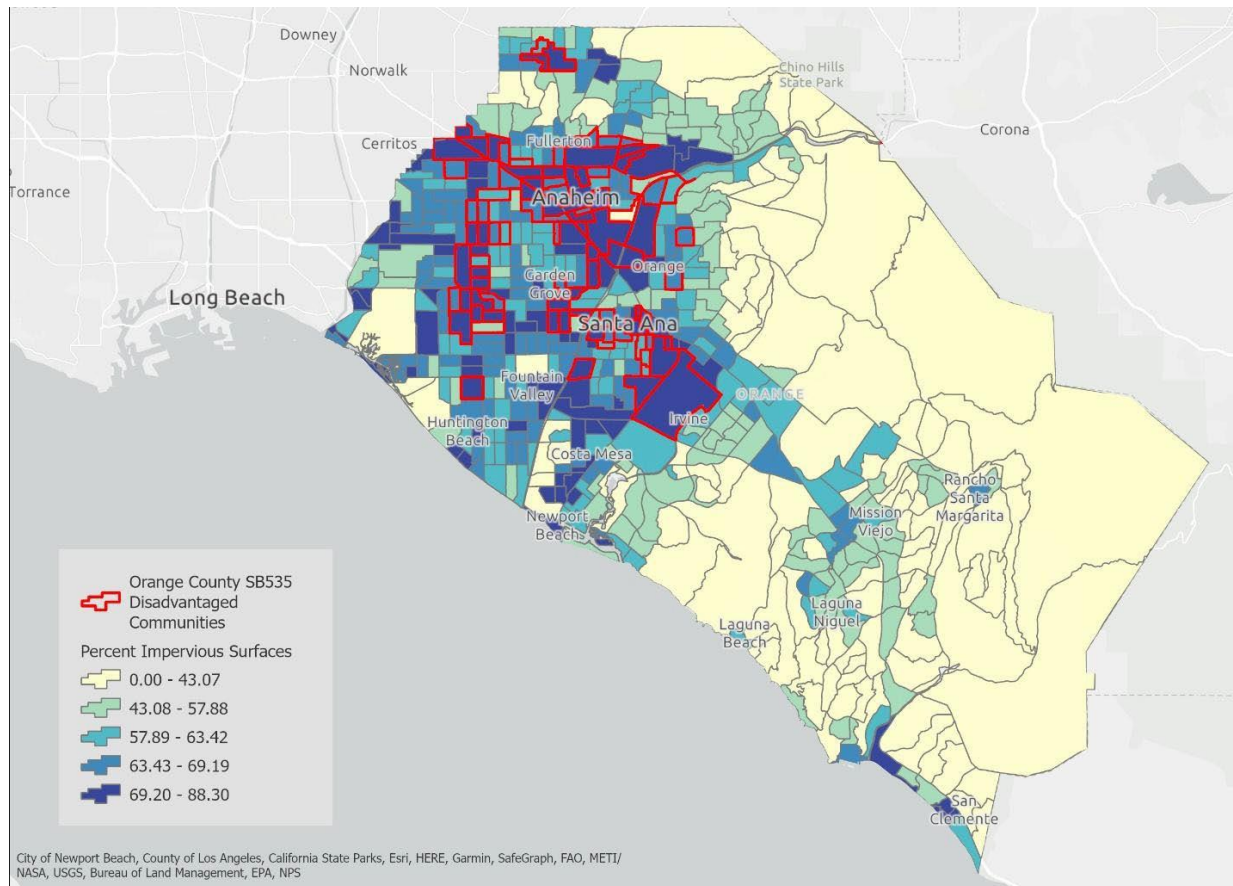 Downey
Norwalk
Chino Hills
State Park
Corona
Cerritos
Fullerton
Torrance
Anaheim
Orange
Garden
Grove
Long Beach
Santa Ana
Fountain
Valley
ORANGE
Irvine
Huntington
Beach
Costa Mesa
Rancho
Santa
Margarita
Mission
Viejo
Newport
Beach
Laguna
Niguel
Laguna
Beach
San
Clemente
Orange County SB535
Disadvantaged
Communities
Percent Impervious Surfaces
0.00 - 43.07
43.08 - 57.88
57.89 - 63.42
63.43 - 69.19
69.20 - 88.30
City of Newport Beach, County of Los Angeles, California State Parks, Esri, HERE, Garmin, SafeGraph, FAO, METI/
NASA, USGS, Bureau of Land Management, EPA, NPS